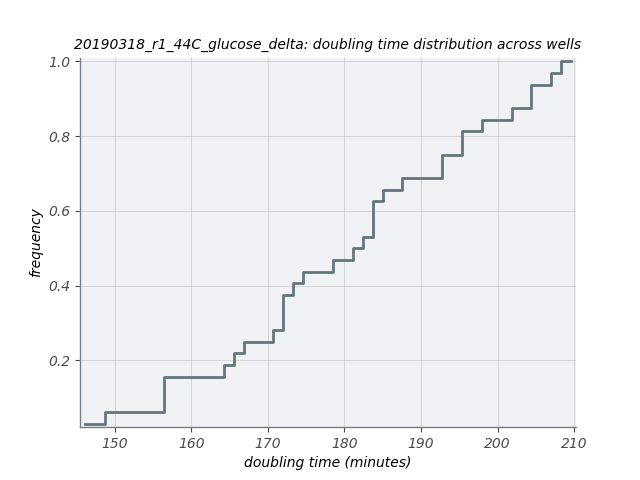 20190318_r1_44C_glucose_delta: doubling time distribution across wells
1.0
0.8
0.6
0.4
0.2
frequency
150 160 170 180 190 200 210
doubling time (minutes)